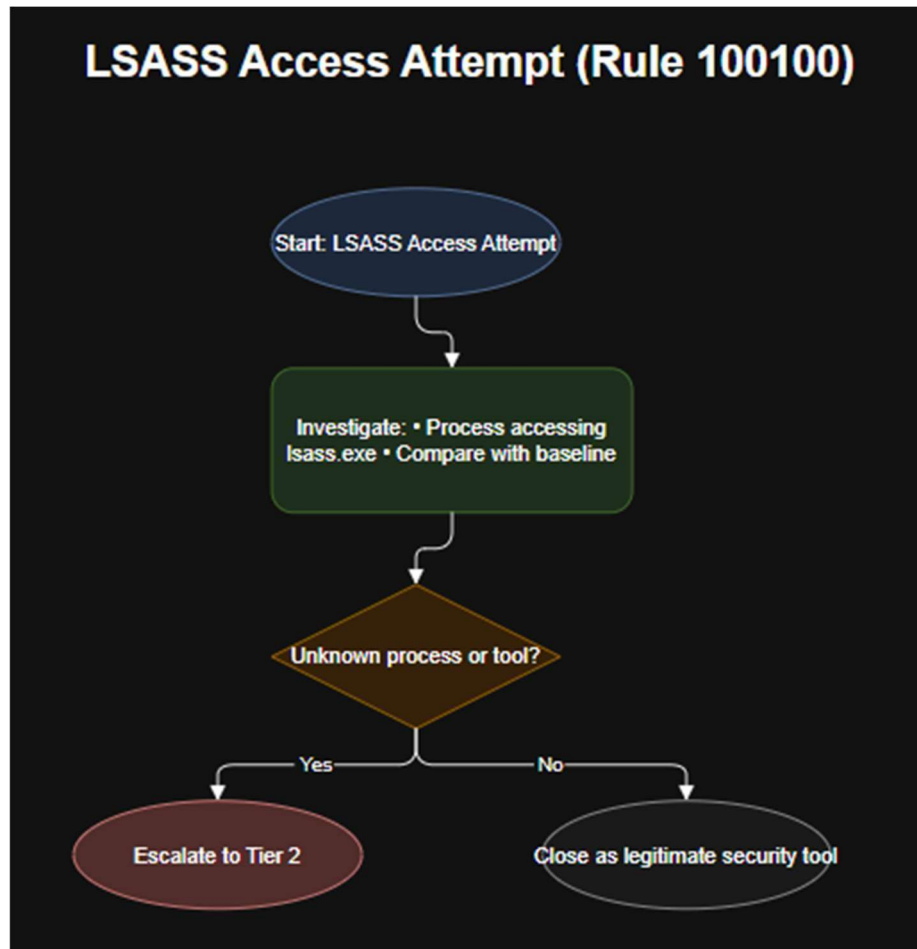 LSASS Access Attempt (Rule 100100)
Start: LSASS Access Attempt
Investigate: • Process accessing
lsass.exe • Compare with baseline
Unknown process or tool?
Yes
No
Escalate to Tier 2
Close as legitimate security tool